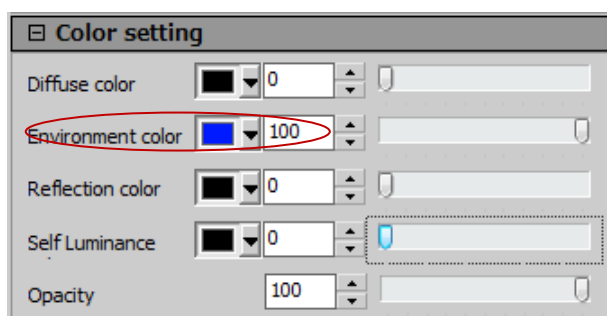 Color setting
Diffuse color 0
Environment color 100
Reflection color 0
Self Luminance 0
Opacity 100